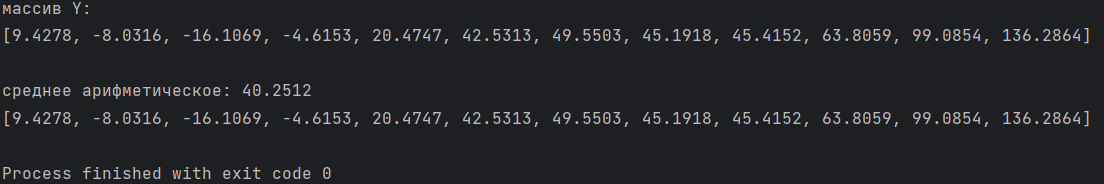 массив Y:
[9.4278, -8.0316, -16.1069, -4.6153, 20.4747, 42.5313, 49.5503, 45.1918, 45.4152, 63.8059, 99.0854, 136.2864]
среднее арифметическое: 40.2512
[9.4278, -8.0316, -16.1069, -4.6153, 20.4747, 42.5313, 49.5503, 45.1918, 45.4152, 63.8059, 99.0854, 136.2864]
Process finished with exit code 0